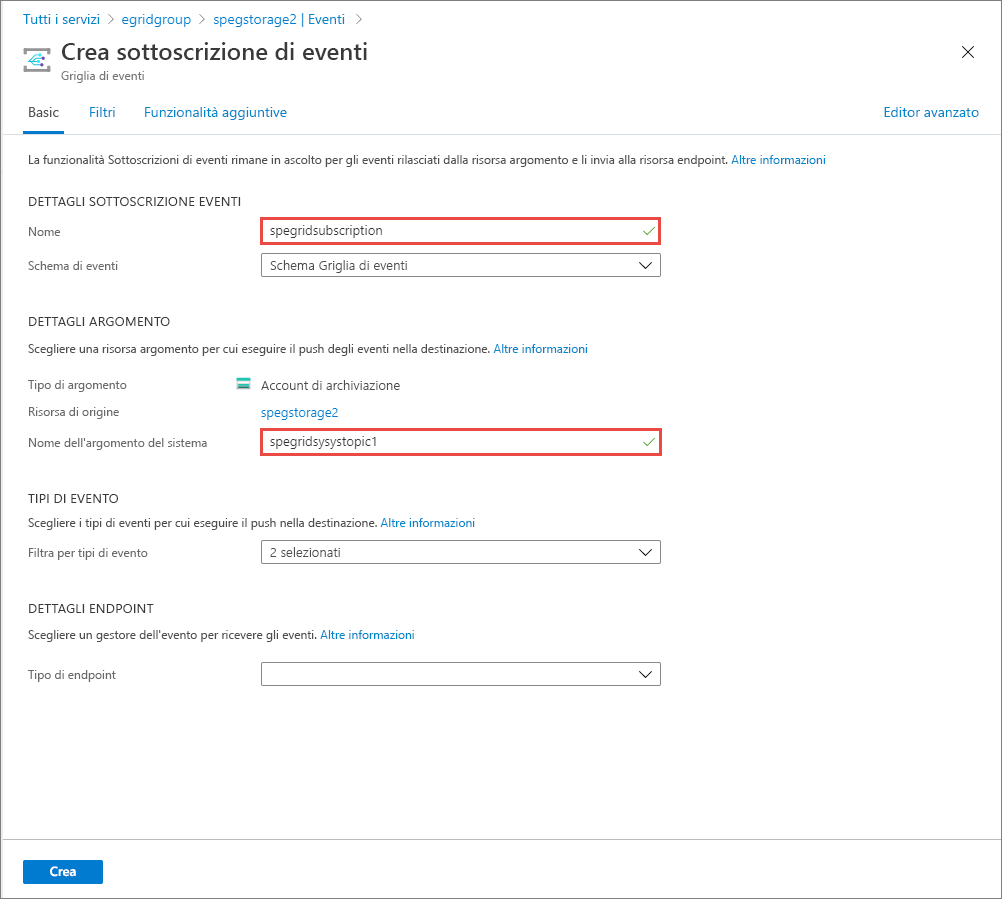 Tutti i servizi > egridgroup > spegstorage2 | Eventi >
Crea sottoscrizione di eventi
Griglia di eventi
Basic Filtri Funzionalità aggiuntive Editor avanzato
La funzionalità Sottoscrizioni di eventi rimane in ascolto per gli eventi rilasciati dalla risorsa argomento e li invia alla risorsa endpoint. Altre informazioni
DETTAGLI SOTTOSCRIZIONE EVENTI
Nome spegridsubscription
Schema di eventi Schema Griglia di eventi
DETTAGLI ARGOMENTO
Scegliere una risorsa argomento per cui eseguire il push degli eventi nella destinazione. Altre informazioni
Tipo di argomento Account di archiviazione
Risorsa di origine spegstorage2
Nome dell'argomento del sistema spegridsysystopic1
TIPI DI EVENTO
Scegliere i tipi di eventi per cui eseguire il push nella destinazione. Altre informazioni
Filtra per tipi di evento 2 selezionati
DETTAGLI ENDPOINT
Scegliere un gestore dell'evento per ricevere gli eventi. Altre informazioni
Tipo di endpoint
Crea